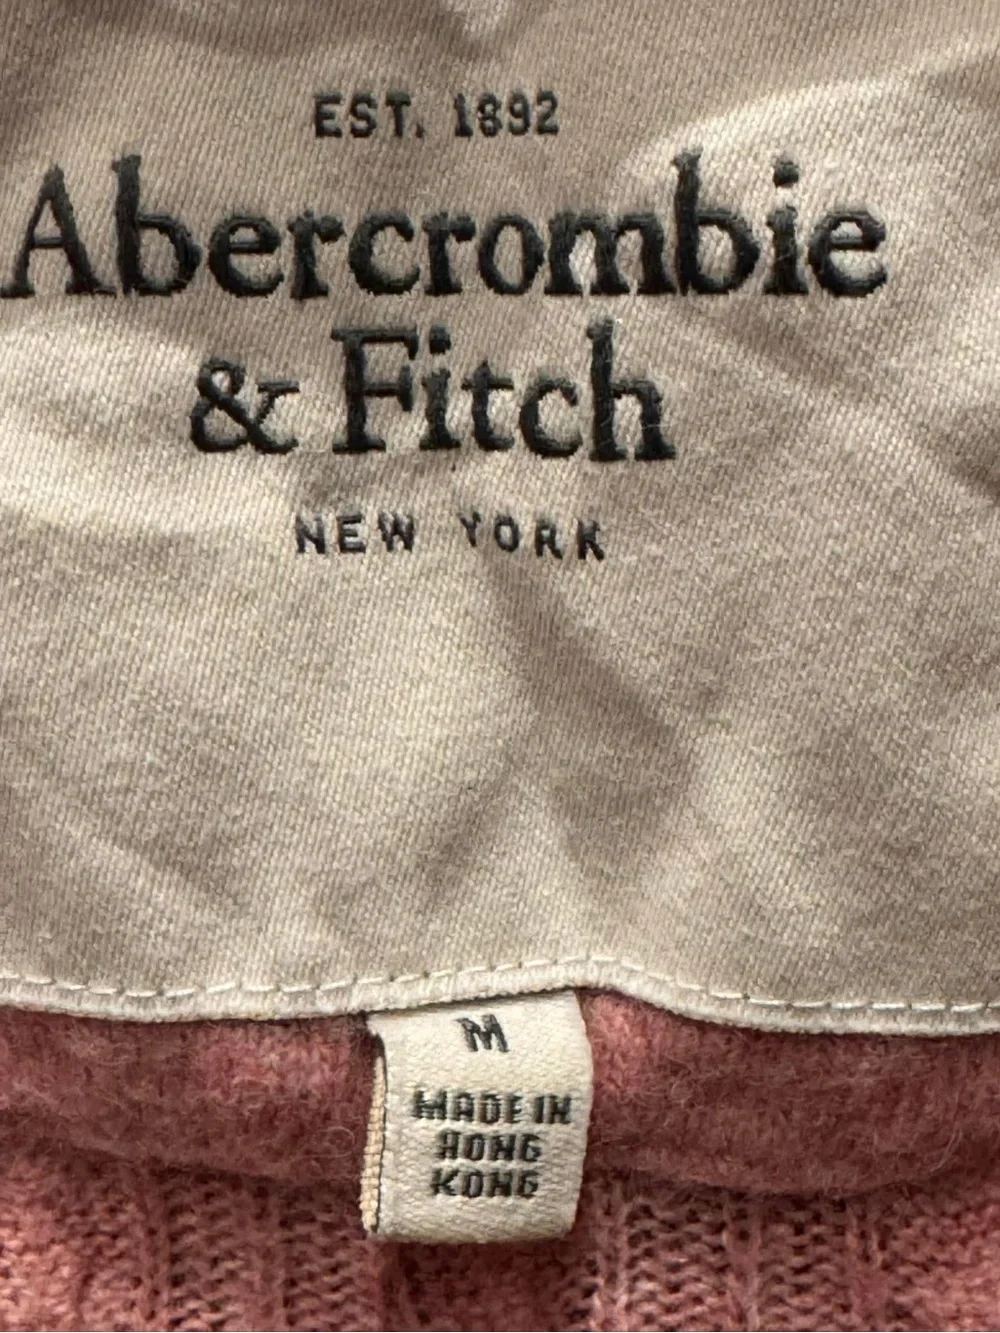 EST. 1892
Abercrombie
& Fitch
NEW YORK
M
MADE IN
HONG
KONG